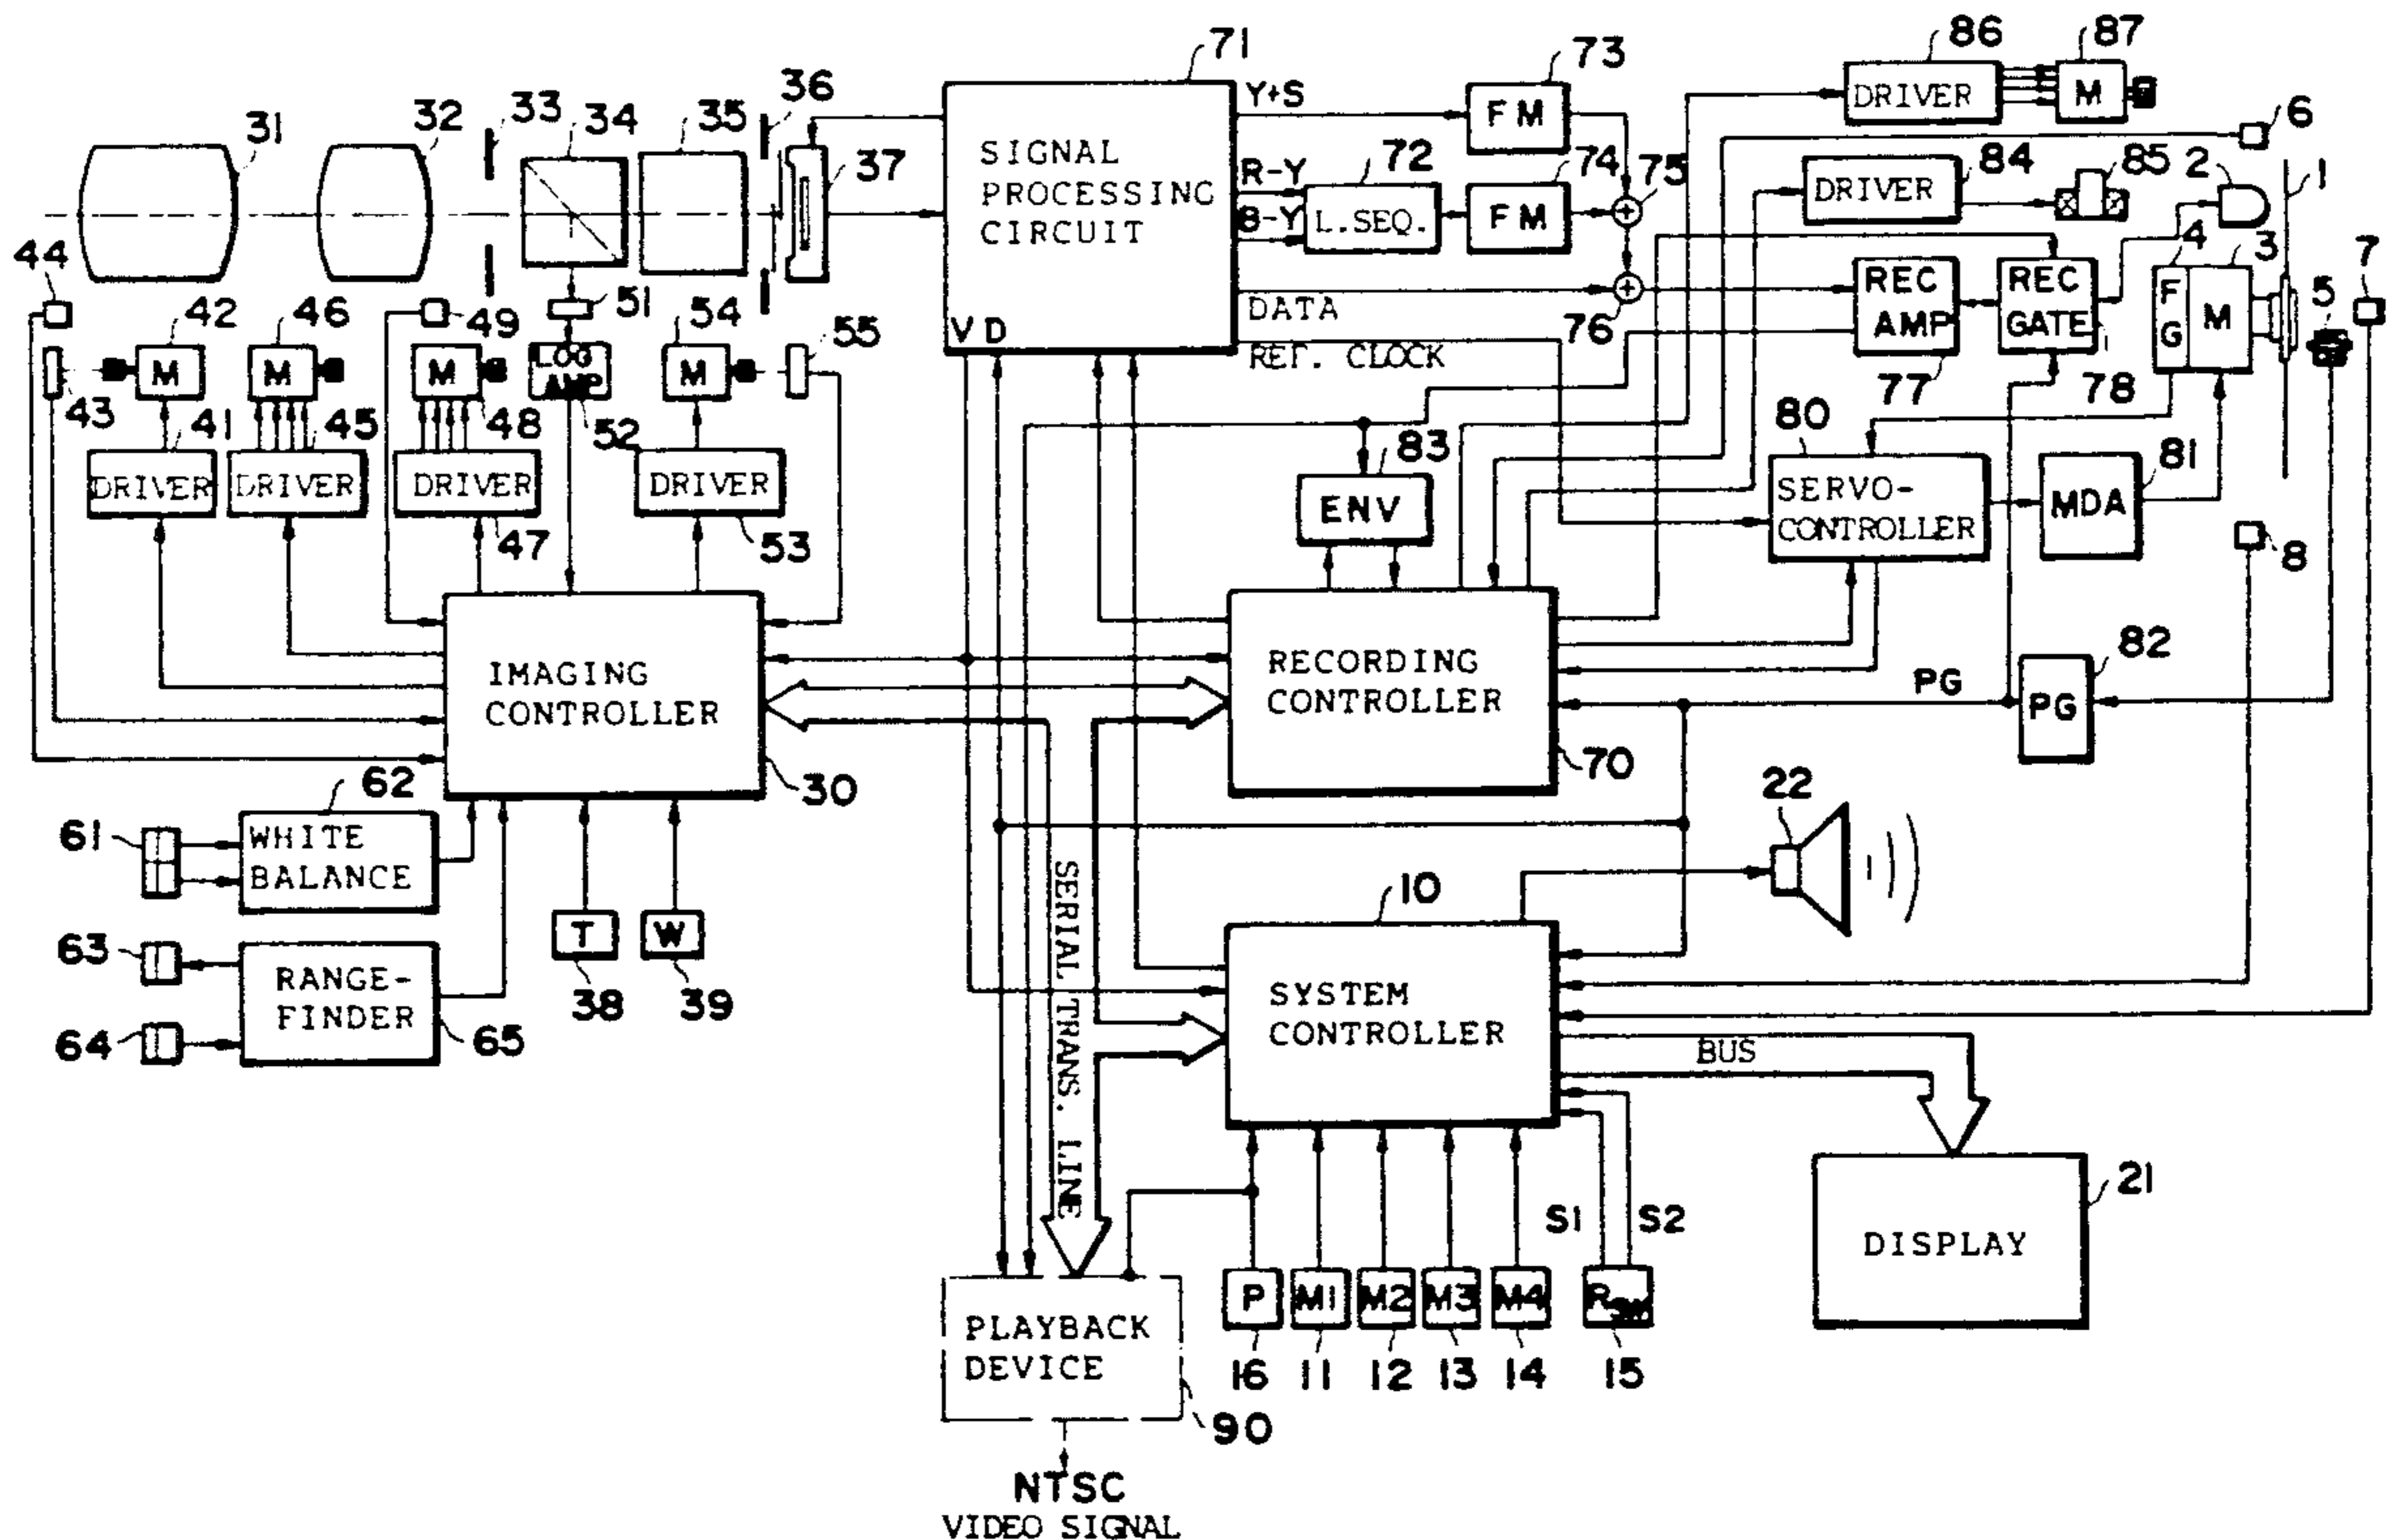 71
86
87
73
Y+S
DRIVER
M
6
36
FM
33
34
35
31
32
SIGNAL
PROCESSING
CIRCUIT
37
R-Y
72
74
75
84
85
2
1
B-Y
L.SEQ.
FM
DRIVER
4
3
7
44
51
DATA
76
REC
AMP
REC
GATE
F
G
M
5
42
46
49
54
55
VD
REF. CLOCK
M
M
M
LOG
AMP
M
77
78
43
41
45
48
52
83
80
81
DRIVER
DRIVER
DRIVER
DRIVER
ENV
SERVO-
CONTROLLER
MDA
47
53
8
IMAGING
CONTROLLER
RECORDING
CONTROLLER
PG
82
PG
30
70
62
22
61
WHITE
BALANCE
SERIAL TRANS. LINE
10
T
W
63
RANGE-
FINDER
38
39
SYSTEM
CONTROLLER
64
65
BUS
S1
S2
21
DISPLAY
PLAYBACK
DEVICE
P
M1
M2
M3
M4
RSW
16
11
12
13
14
15
90
NTSC
VIDEO SIGNAL